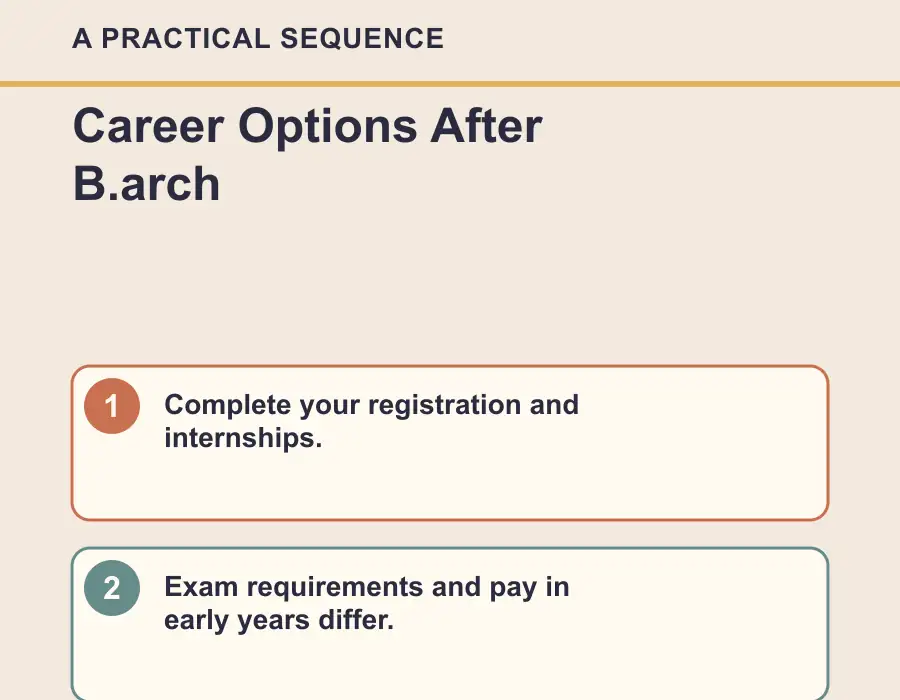 A PRACTICAL SEQUENCE
Career Options After
B.arch
1
Complete your registration and
internships.
2
Exam requirements and pay in
early years differ.